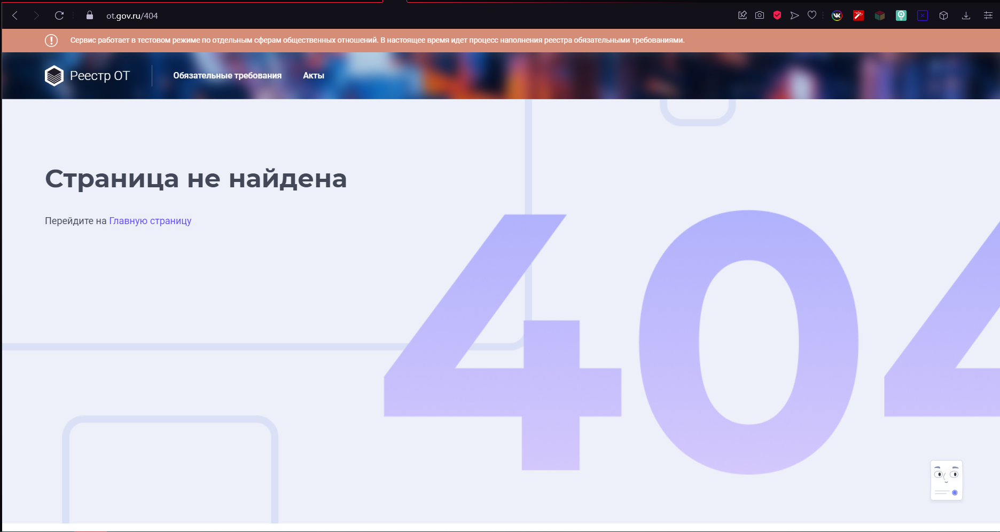 ot.gov.ru/404
Сервис работает в тестовом режиме по отдельным сферам общественных отношений. В настоящее время идет процесс наполнения реестра обязательными требованиями.
Реестр ОТ
Обязательные требования
Акты
Страница не найдена
Перейдите на Главную страницу
404